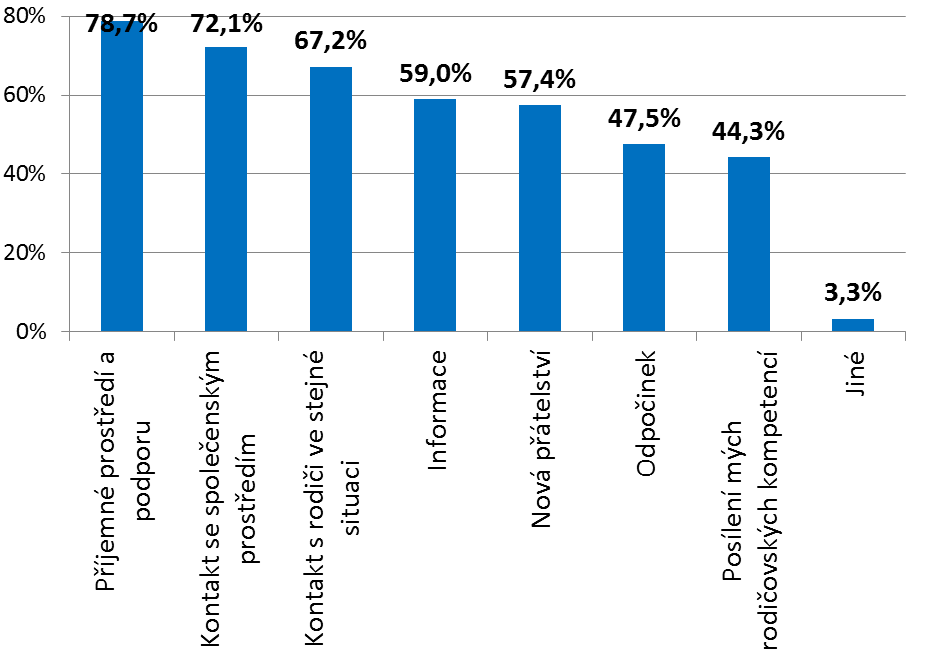 80%
60%
40%
20%
0%
78,7%
72,1%
67,2%
59,0%
57,4%
47,5%
44,3%
3,3%
Příjemné prostředí a
podporu
Kontakt se společenským
prostředím
Kontakt s rodiči ve stejné
situaci
Informace
Nová přátelství
Odpočinek
Posílení mých
rodičovských kompetencí
Jiné